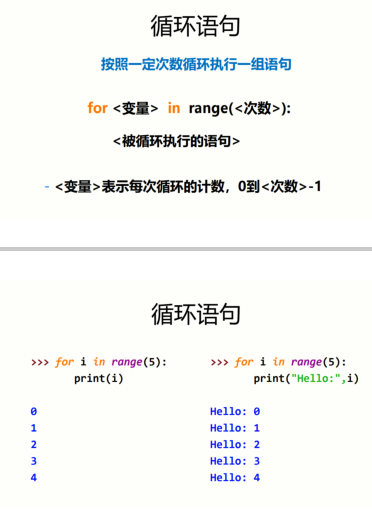 循环语句
按照一定次数循环执行一组语句
for <变量> in range(<次数>):
<被循环执行的语句>
- <变量>表示每次循环的计数，0到<次数>-1
循环语句
>>> for i in range(5):
print(i)
0
1
2
3
4
>>> for i in range(5):
print("Hello:",i)
Hello: 0
Hello: 1
Hello: 2
Hello: 3
Hello: 4